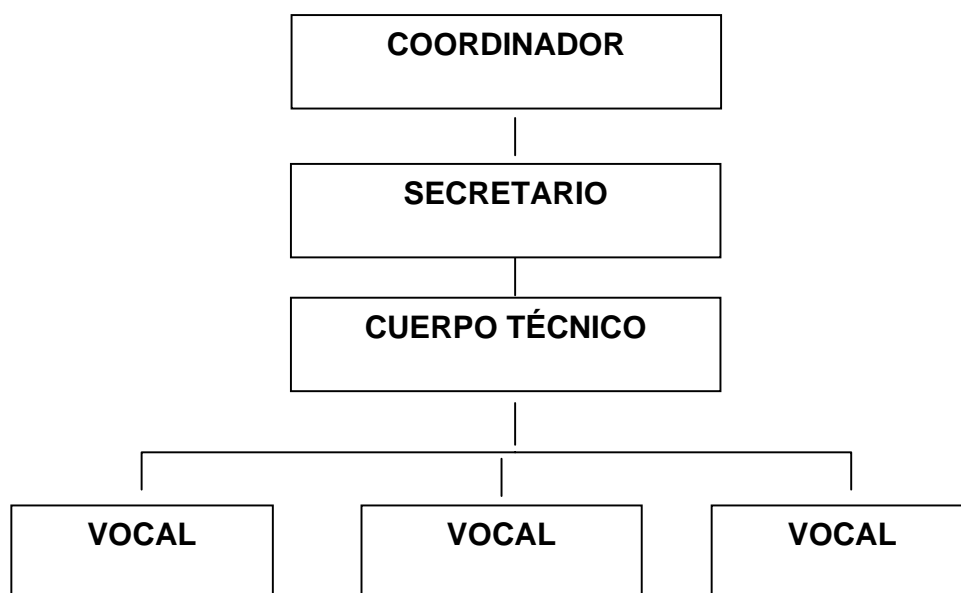 COORDINADOR
SECRETARIO
CUERPO TÉCNICO
VOCAL VOCAL VOCAL